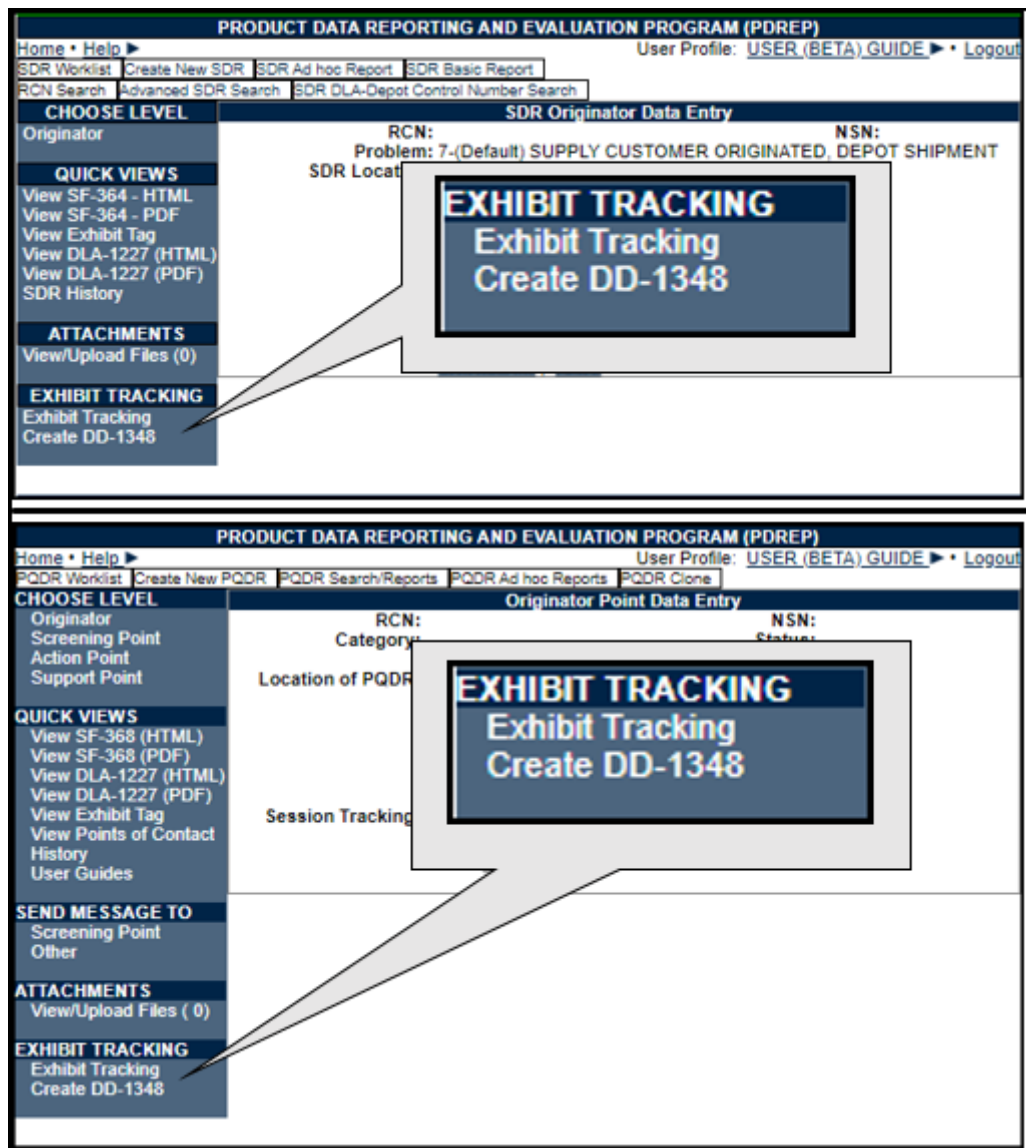 PRODUCT DATA REPORTING AND EVALUATION PROGRAM (PDREP)
Home • Help ▶ User Profile: USER (BETA) GUIDE ▶ • Logout
SDR Worklist Create New SDR SDR Ad hoc Report SDR Basic Report
RCN Search Advanced SDR Search SDR DLA-Depot Control Number Search
CHOOSE LEVEL
Originator
QUICK VIEWS
View SF-364 - HTML
View SF-364 - PDF
View Exhibit Tag
View DLA-1227 (HTML)
View DLA-1227 (PDF)
SDR History
ATTACHMENTS
View/Upload Files (0)
EXHIBIT TRACKING
Exhibit Tracking
Create DD-1348
SDR Originator Data Entry
RCN: NSN:
Problem: 7-(Default) SUPPLY CUSTOMER ORIGINATED, DEPOT SHIPMENT
SDR Locat
EXHIBIT TRACKING
Exhibit Tracking
Create DD-1348
PRODUCT DATA REPORTING AND EVALUATION PROGRAM (PDREP)
Home • Help ▶ User Profile: USER (BETA) GUIDE ▶ • Logout
PQDR Worklist Create New PQDR PQDR Search/Reports PQDR Ad hoc Reports PQDR Clone
CHOOSE LEVEL
Originator
Screening Point
Action Point
Support Point
QUICK VIEWS
View SF-368 (HTML)
View SF-368 (PDF)
View DLA-1227 (HTML)
View DLA-1227 (PDF)
View Exhibit Tag
View Points of Contact
History
User Guides
SEND MESSAGE TO
Screening Point
Other
ATTACHMENTS
View/Upload Files ( 0)
EXHIBIT TRACKING
Exhibit Tracking
Create DD-1348
Originator Point Data Entry
RCN: NSN:
Category: Status:
Location of PQDR
Session Tracking
EXHIBIT TRACKING
Exhibit Tracking
Create DD-1348